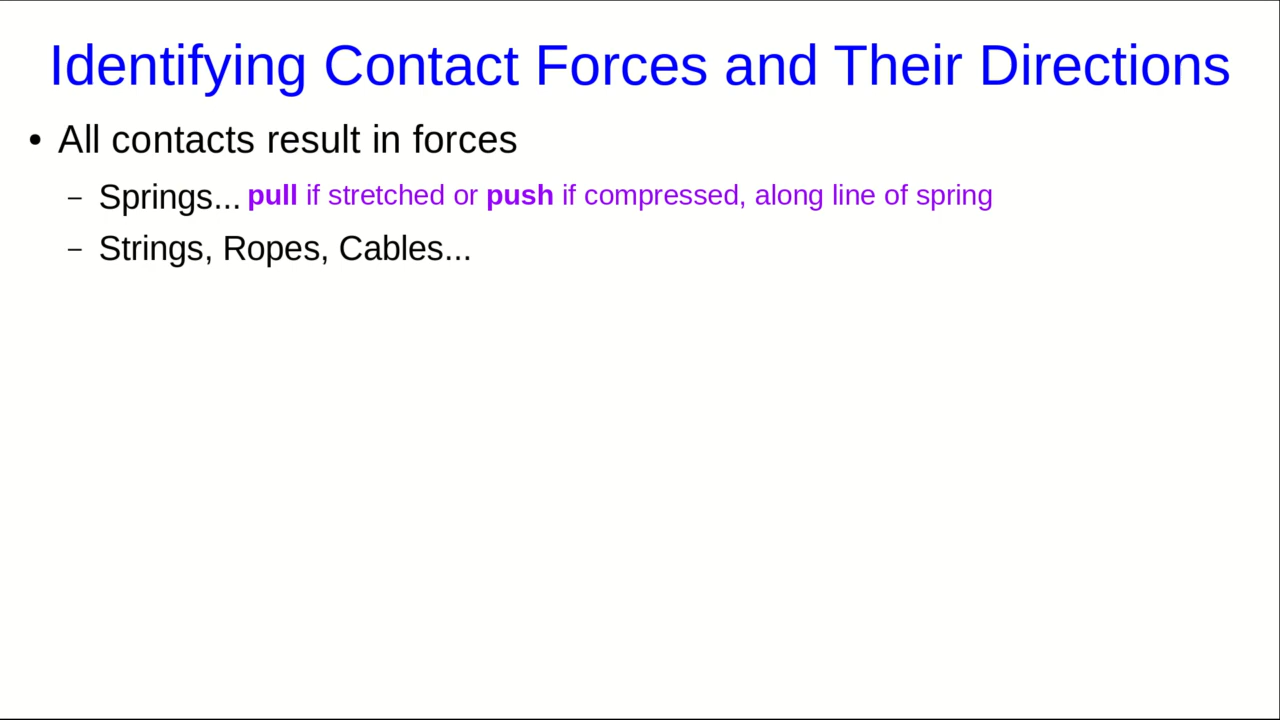 Identifying Contact Forces and Their Directions
• All contacts result in forces
– Springs... pull if stretched or push if compressed, along line of spring
– Strings, Ropes, Cables...